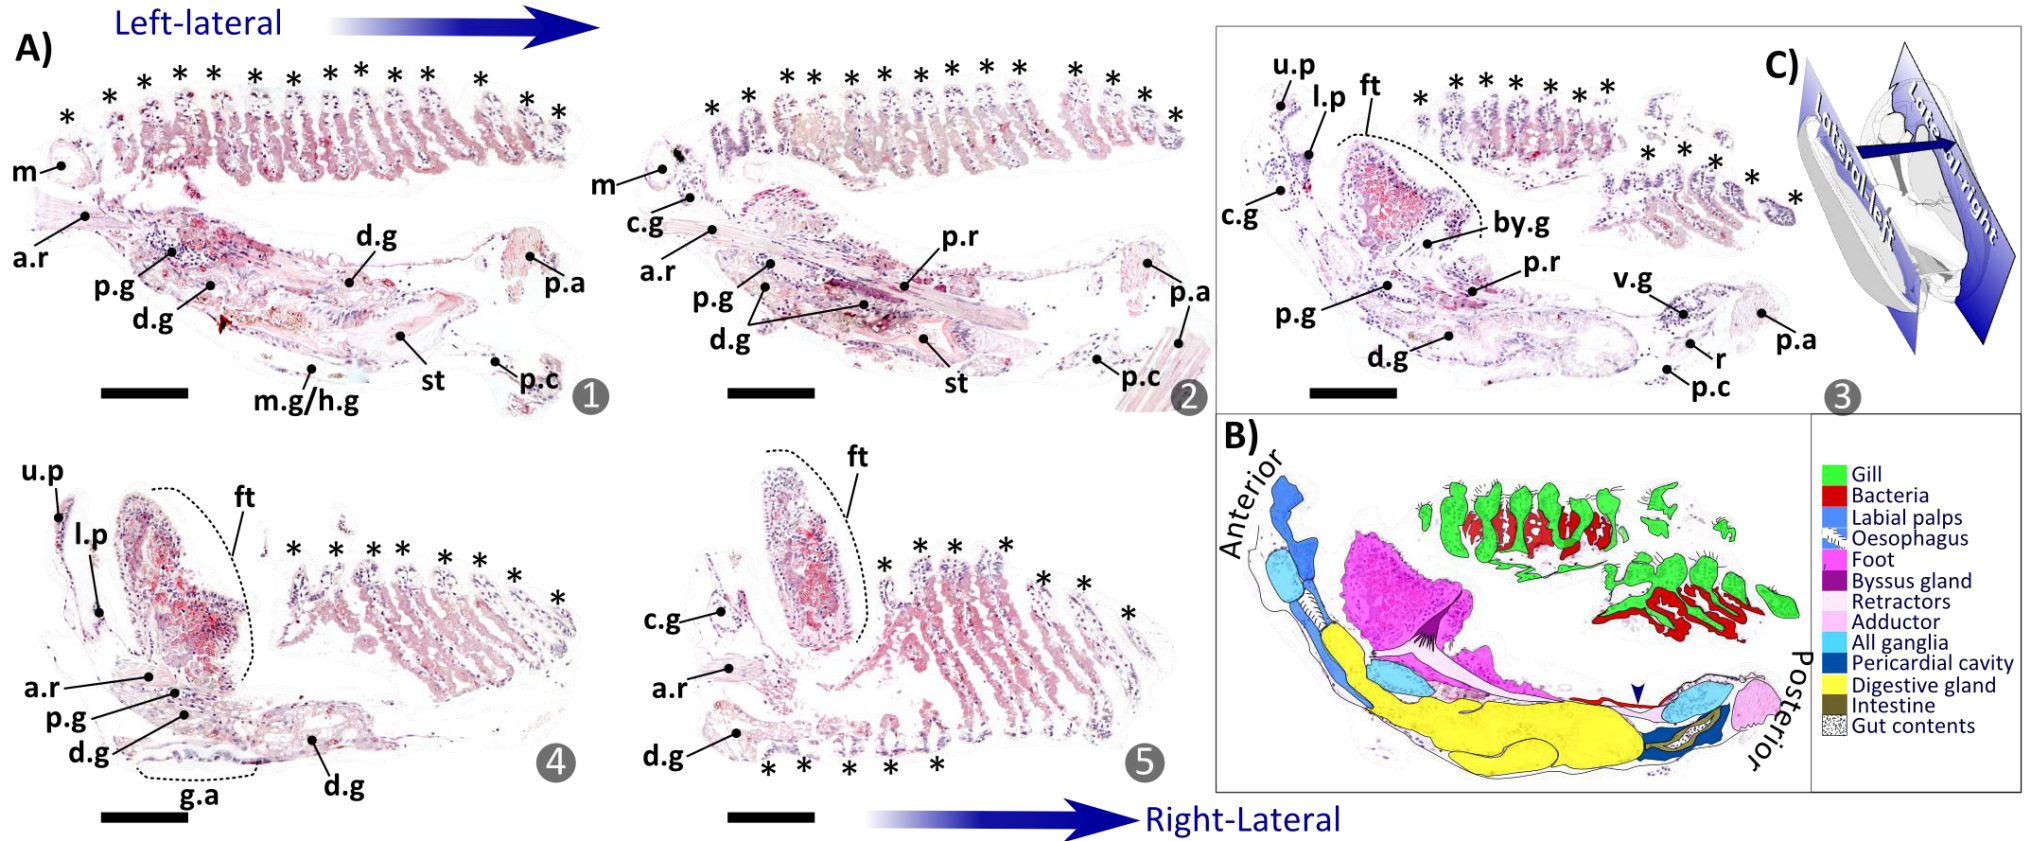 Left-lateral
A)
* * * * * * * * * * * * * *
m
a.r
p.g
d.g
d.g
p.a
st
p.c
m.g/h.g
1
* * * * * * * * * * * * * *
m
c.g
a.r
p.g
d.g
p.r
p.a
st
p.c
2
u.p
l.p
ft
* * * * * * *
* * * * *
c.g
by.g
p.r
p.g
d.g
v.g
p.a
r
p.c
3
C)
Lateral-left
Lateral-right
u.p
l.p
ft
* * * * * * * *
a.r
p.g
d.g
d.g
g.a
4
ft
* * * * * * *
c.g
a.r
d.g
* * * * *
5
Right-Lateral
B)
Anterior
Posterior
Gill
Bacteria
Labial palps
Oesophagus
Foot
Byssus gland
Retractors
Adductor
All ganglia
Pericardial cavity
Digestive gland
Intestine
Gut contents